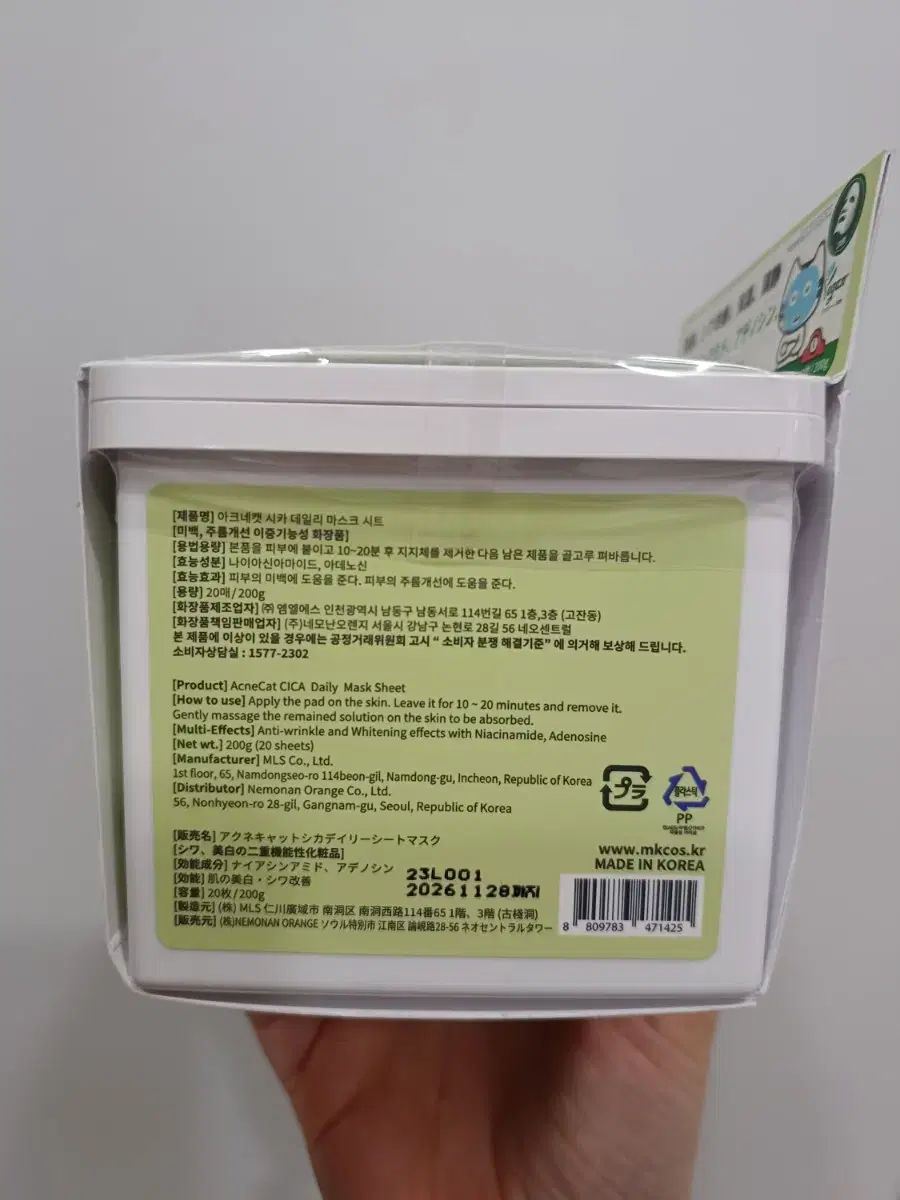 アデノシン
[제품명] 아크네캣 시카 데일리 마스크 시트
[미백, 주름개선 이중기능성 화장품]
[용법용량] 본품을 피부에 붙이고 10~20분 후 지지체를 제거한 다음 남은 제품을 골고루 펴바릅니다.
[효능성분] 나이아신아마이드, 아데노신
[효능효과] 피부의 미백에 도움을 준다. 피부의 주름개선에 도움을 준다.
[용량] 20매/200g
[화장품제조업자] ㈜ 엠엘에스 인천광역시 남동구 남동서로 114번길 65 1층,3층 (고잔동)
[화장품책임판매업자] (주)네모난오렌지 서울시 강남구 논현로 28길 56 네오센트럴
본 제품에 이상이 있을 경우에는 공정거래위원회 고시 “ 소비자 분쟁 해결기준” 에 의거해 보상해 드립니다.
소비자상담실 : 1577-2302
[Product] AcneCat CICA Daily Mask Sheet
[How to use] Apply the pad on the skin. Leave it for 10 ~ 20 minutes and remove it.
Gently massage the remained solution on the skin to be absorbed.
[Multi-Effects] Anti-wrinkle and Whitening effects with Niacinamide, Adenosine
[Net wt.] 200g (20 sheets)
[Manufacturer] MLS Co., Ltd.
1st floor, 65, Namdongseo-ro 114beon-gil, Namdong-gu, Incheon, Republic of Korea
[Distributor] Nemonan Orange Co., Ltd.
56, Nonhyeon-ro 28-gil, Gangnam-gu, Seoul, Republic of Korea
プラ
플라스틱
PP
[販売名] アクネキャットシカデイリーシートマスク
[シワ、美白の二重機能性化粧品]
[効能成分] ナイアシンアミド、アデノシン
[効能] 肌の美白・シワ改善
[容量] 20枚/200g
[製造元] (株) MLS 仁川廣域市 南洞区 南洞西路114番65 1階、3階 (古棧洞)
[販売元] (株)NEMONAN ORANGE ソウル特別市 江南区 論峴路28-56 ネオセントラルタワー
23L001
20261128까지
www.mkcos.kr
MADE IN KOREA
8 809783 471425